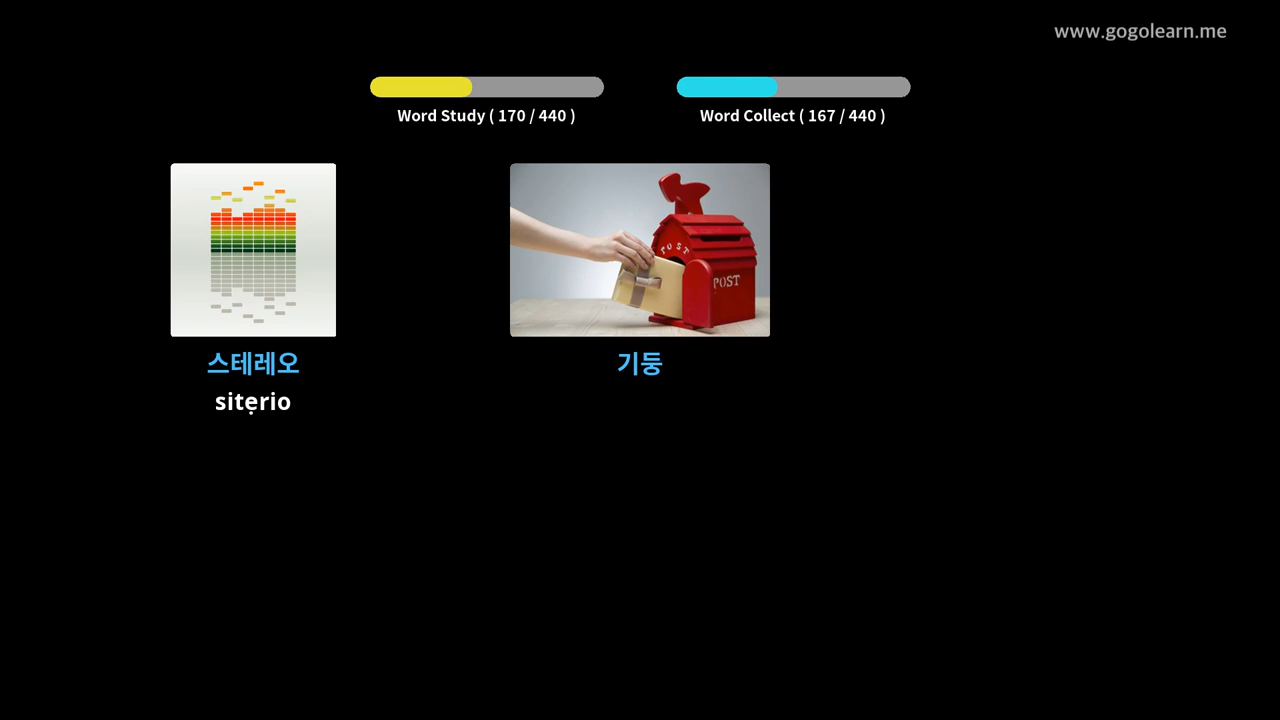 www.gogolearn.me
Word Study ( 170 / 440 )
Word Collect ( 167 / 440 )
POST
POST
스테레오
기둥
sitẹrio